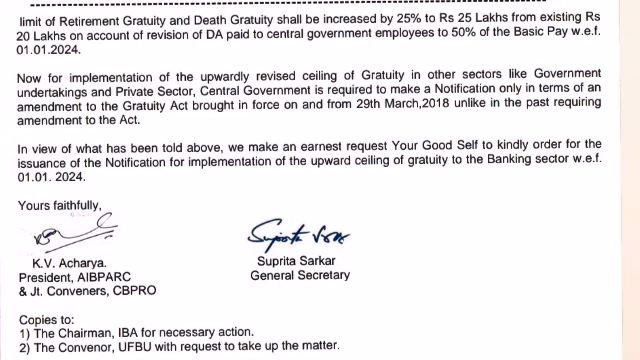 limit of Retirement Gratuity and Death Gratuity shall be increased by 25% to Rs 25 Lakhs from existing Rs
20 Lakhs on account of revision of DA paid to central government employees to 50% of the Basic Pay w.e.f.
01.01.2024.
Now for implementation of the upwardly revised ceiling of Gratuity in other sectors like Government
undertakings and Private Sector, Central Government is required to make a Notification only in terms of an
amendment to the Gratuity Act brought in force on and from 29th March,2018 unlike in the past requiring
amendment to the Act.
In view of what has been told above, we make an earnest request Your Good Self to kindly order for the
issuance of the Notification for implementation of the upward ceiling of gratuity to the Banking sector w.e.f.
01.01. 2024.
Yours faithfully,
K.V. Acharya.
President, AIBPARC
& Jt. Conveners, CBPRO
Suprita Sarkar
General Secretary
Copies to:
1) The Chairman, IBA for necessary action.
2) The Convenor, UFBU with request to take up the matter.